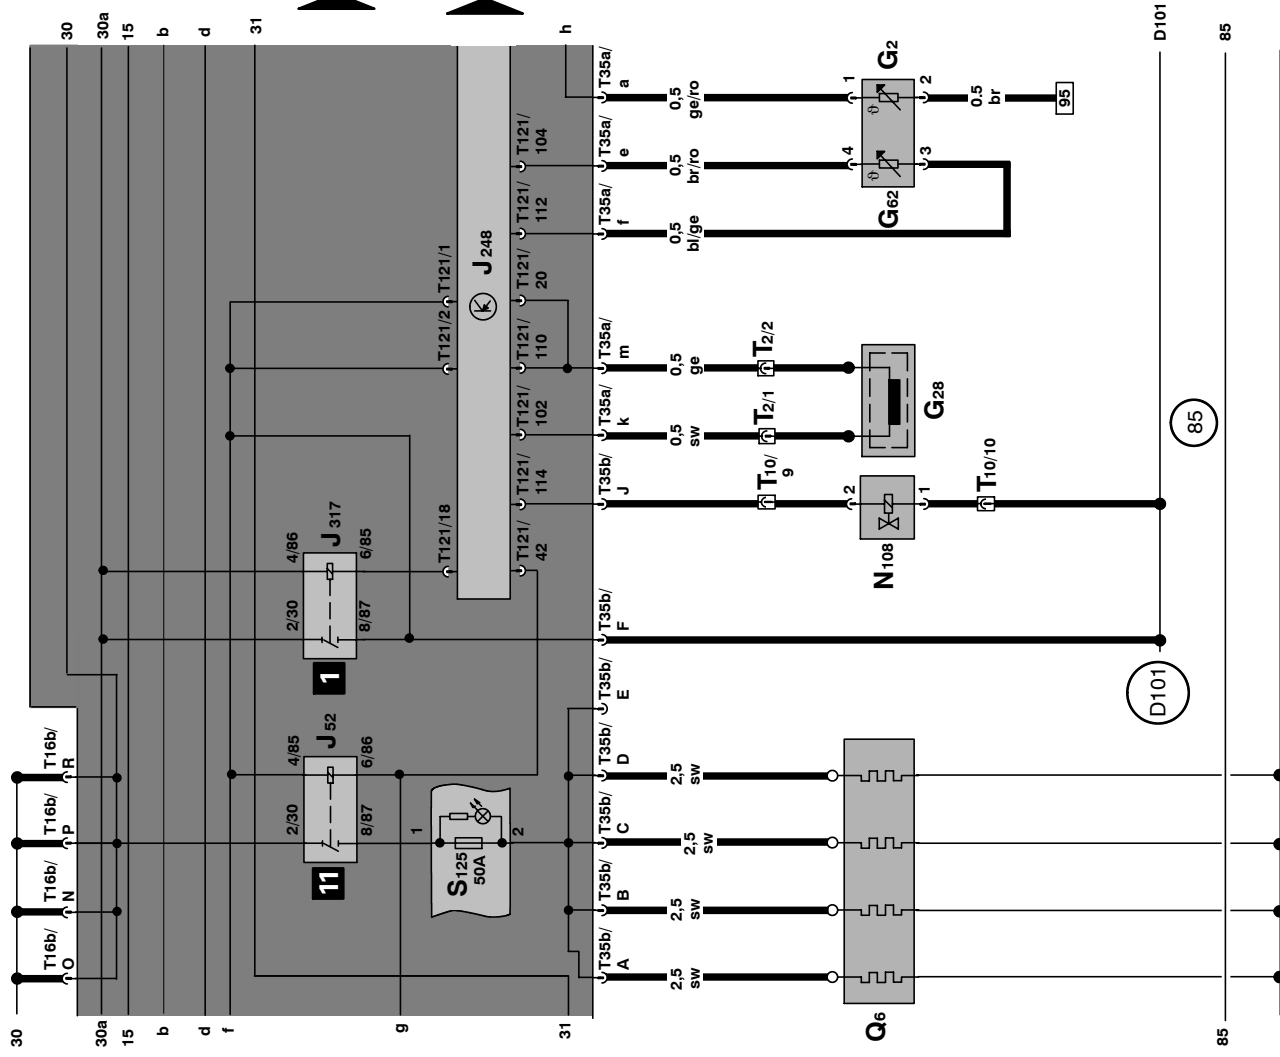 30
30a
15
b
d
31
h
D101
85
T35a/
a
T35a/
e
T35a/
f
T35a/
m
T35a/
k
T35b/
J
T35b/
F
T35b/
E
T35b/
D
T35b/
C
T35b/
B
T35b/
A
0,5
ge/ro
0,5
br/ro
0,5
bl/ge
0,5
ge
0,5
sw
2,5
sw
2,5
sw
2,5
sw
2,5
sw
1
2
G2
0.5
br
95
4
3
G62
T121/
104
T121/
112
T121/
20
T121/
110
T121/
102
T121/
114
T121/
42
T121/1
T121/2
T121/18
J 248
T2/2
T2/1
G28
T10/
9
2
1
T10/10
N108
85
D101
J 317
4/86
6/85
2/30
8/87
1
J 52
4/85
6/86
2/30
8/87
11
1
2
S125
50A
T16b/
R
T16b/
P
T16b/
N
T16b/
O
Q6
30
30a
15
b
d
f
g
31
85